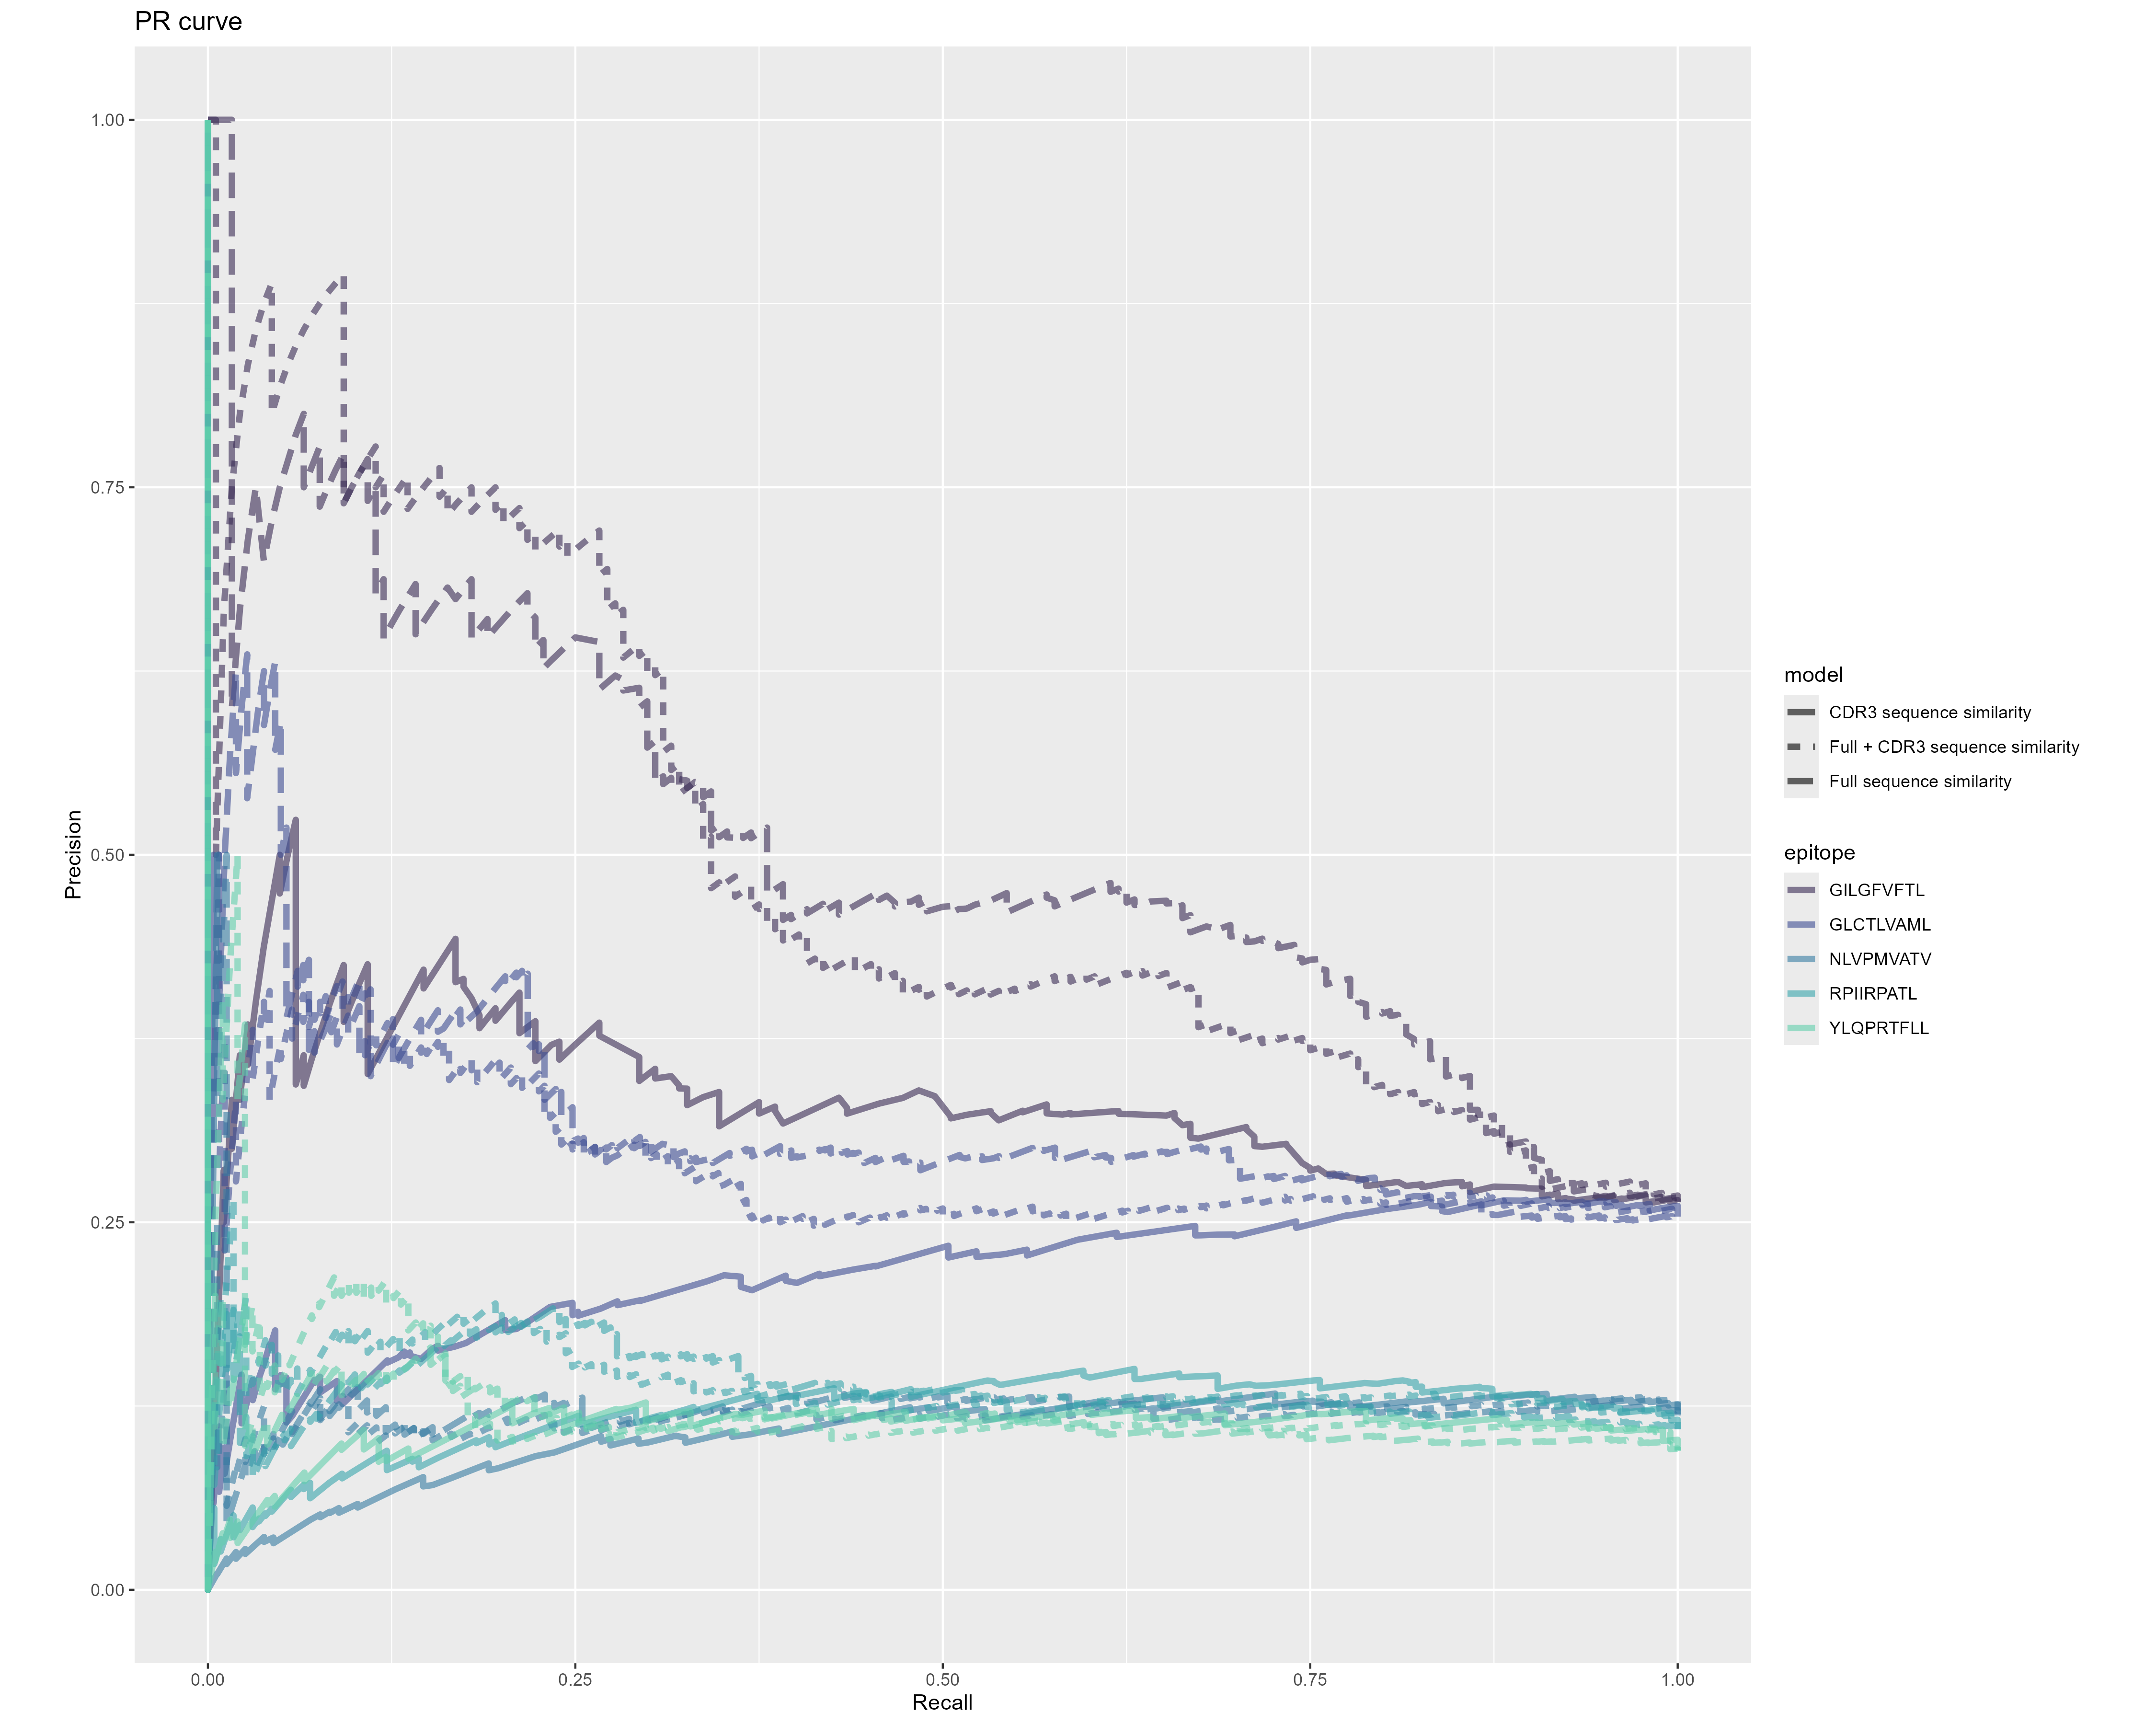 PR curve
1.00
0.75
0.50
0.25
0.00
Precision
0.00
0.25
0.50
0.75
1.00
Recall
model
CDR3 sequence similarity
Full + CDR3 sequence similarity
Full sequence similarity
epitope
GILGFVFTL
GLCTLVAML
NLVPMVATV
RPIIRPATL
YLQPRTFLL